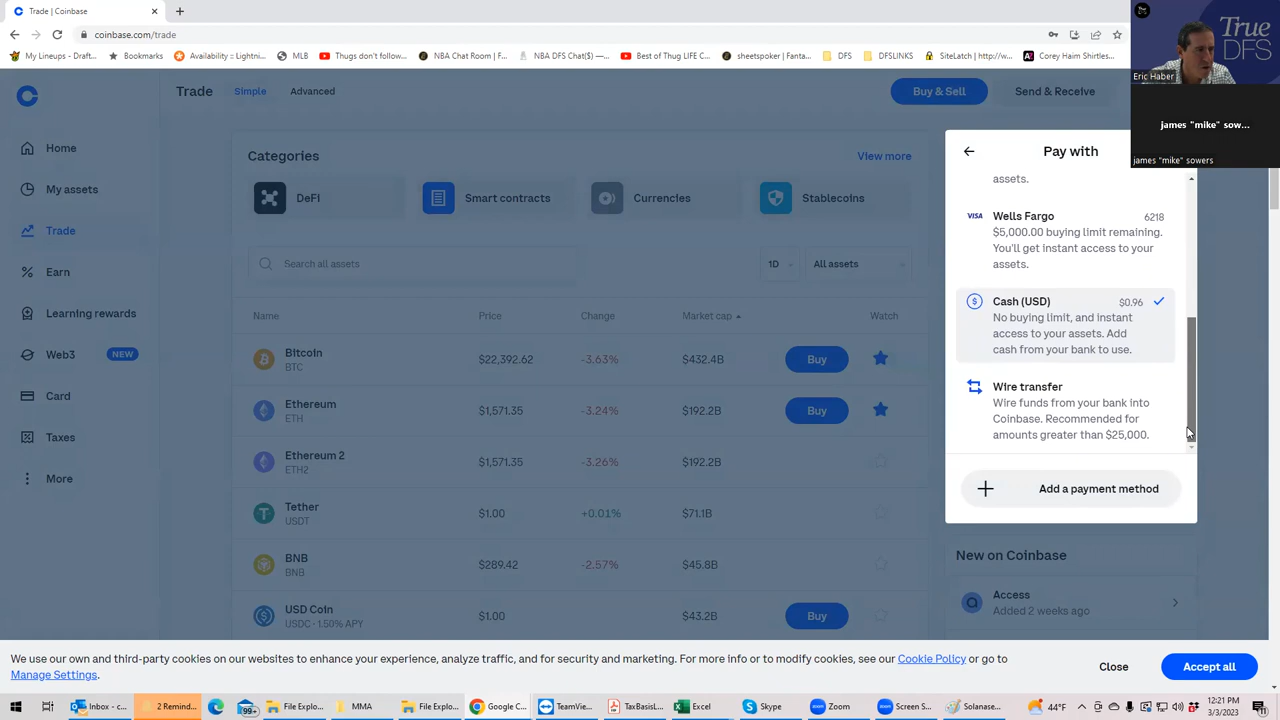 Trade | Coinbase
coinbase.com/trade
My Lineups - Draft...
Bookmarks
Availability :: Lightni...
MLB
Thugs don't follow...
NBA Chat Room | F...
NBA DFS Chat($) —...
Best of Thug LIFE C...
sheetspoker | Fanta...
DFS
DFSLINKS
SiteLatch | http://w...
Corey Haim Shirtles...
True
DFS
Eric Haber
james "mike" sow...
james "mike" sowers
Trade
Simple
Advanced
Buy & Sell
Send & Receive
Home
My assets
Trade
Earn
Learning rewards
Web3
NEW
Card
Taxes
More
Categories
View more
DeFi
Smart contracts
Currencies
Stablecoins
Search all assets
1D
All assets
Name
Price
Change
Market cap
Watch
Bitcoin
BTC
$22,392.62
-3.63%
$432.4B
Buy
Ethereum
ETH
$1,571.35
-3.24%
$192.2B
Buy
Ethereum 2
ETH2
$1,571.35
-3.26%
$192.2B
Tether
USDT
$1.00
+0.01%
$71.1B
BNB
BNB
$289.42
-2.57%
$45.8B
USD Coin
USDC · 1.50% APY
$1.00
$43.2B
Buy
Pay with
assets.
VISA
Wells Fargo
6218
$5,000.00 buying limit remaining.
You'll get instant access to your
assets.
Cash (USD)
$0.96
No buying limit, and instant
access to your assets. Add
cash from your bank to use.
Wire transfer
Wire funds from your bank into
Coinbase. Recommended for
amounts greater than $25,000.
Add a payment method
New on Coinbase
Access
Added 2 weeks ago
We use our own and third-party cookies on our websites to enhance your experience, analyze traffic, and for security and marketing. For more info or to modify cookies, see our Cookie Policy or go to
Manage Settings.
Close
Accept all
Inbox - c...
2 Remind...
99+
File Explo...
MMA
File Explo...
Google C...
TeamVie...
TaxBasisL...
Excel
Skype
Zoom
Screen S...
Solanase...
44°F
12:21 PM
3/3/2023